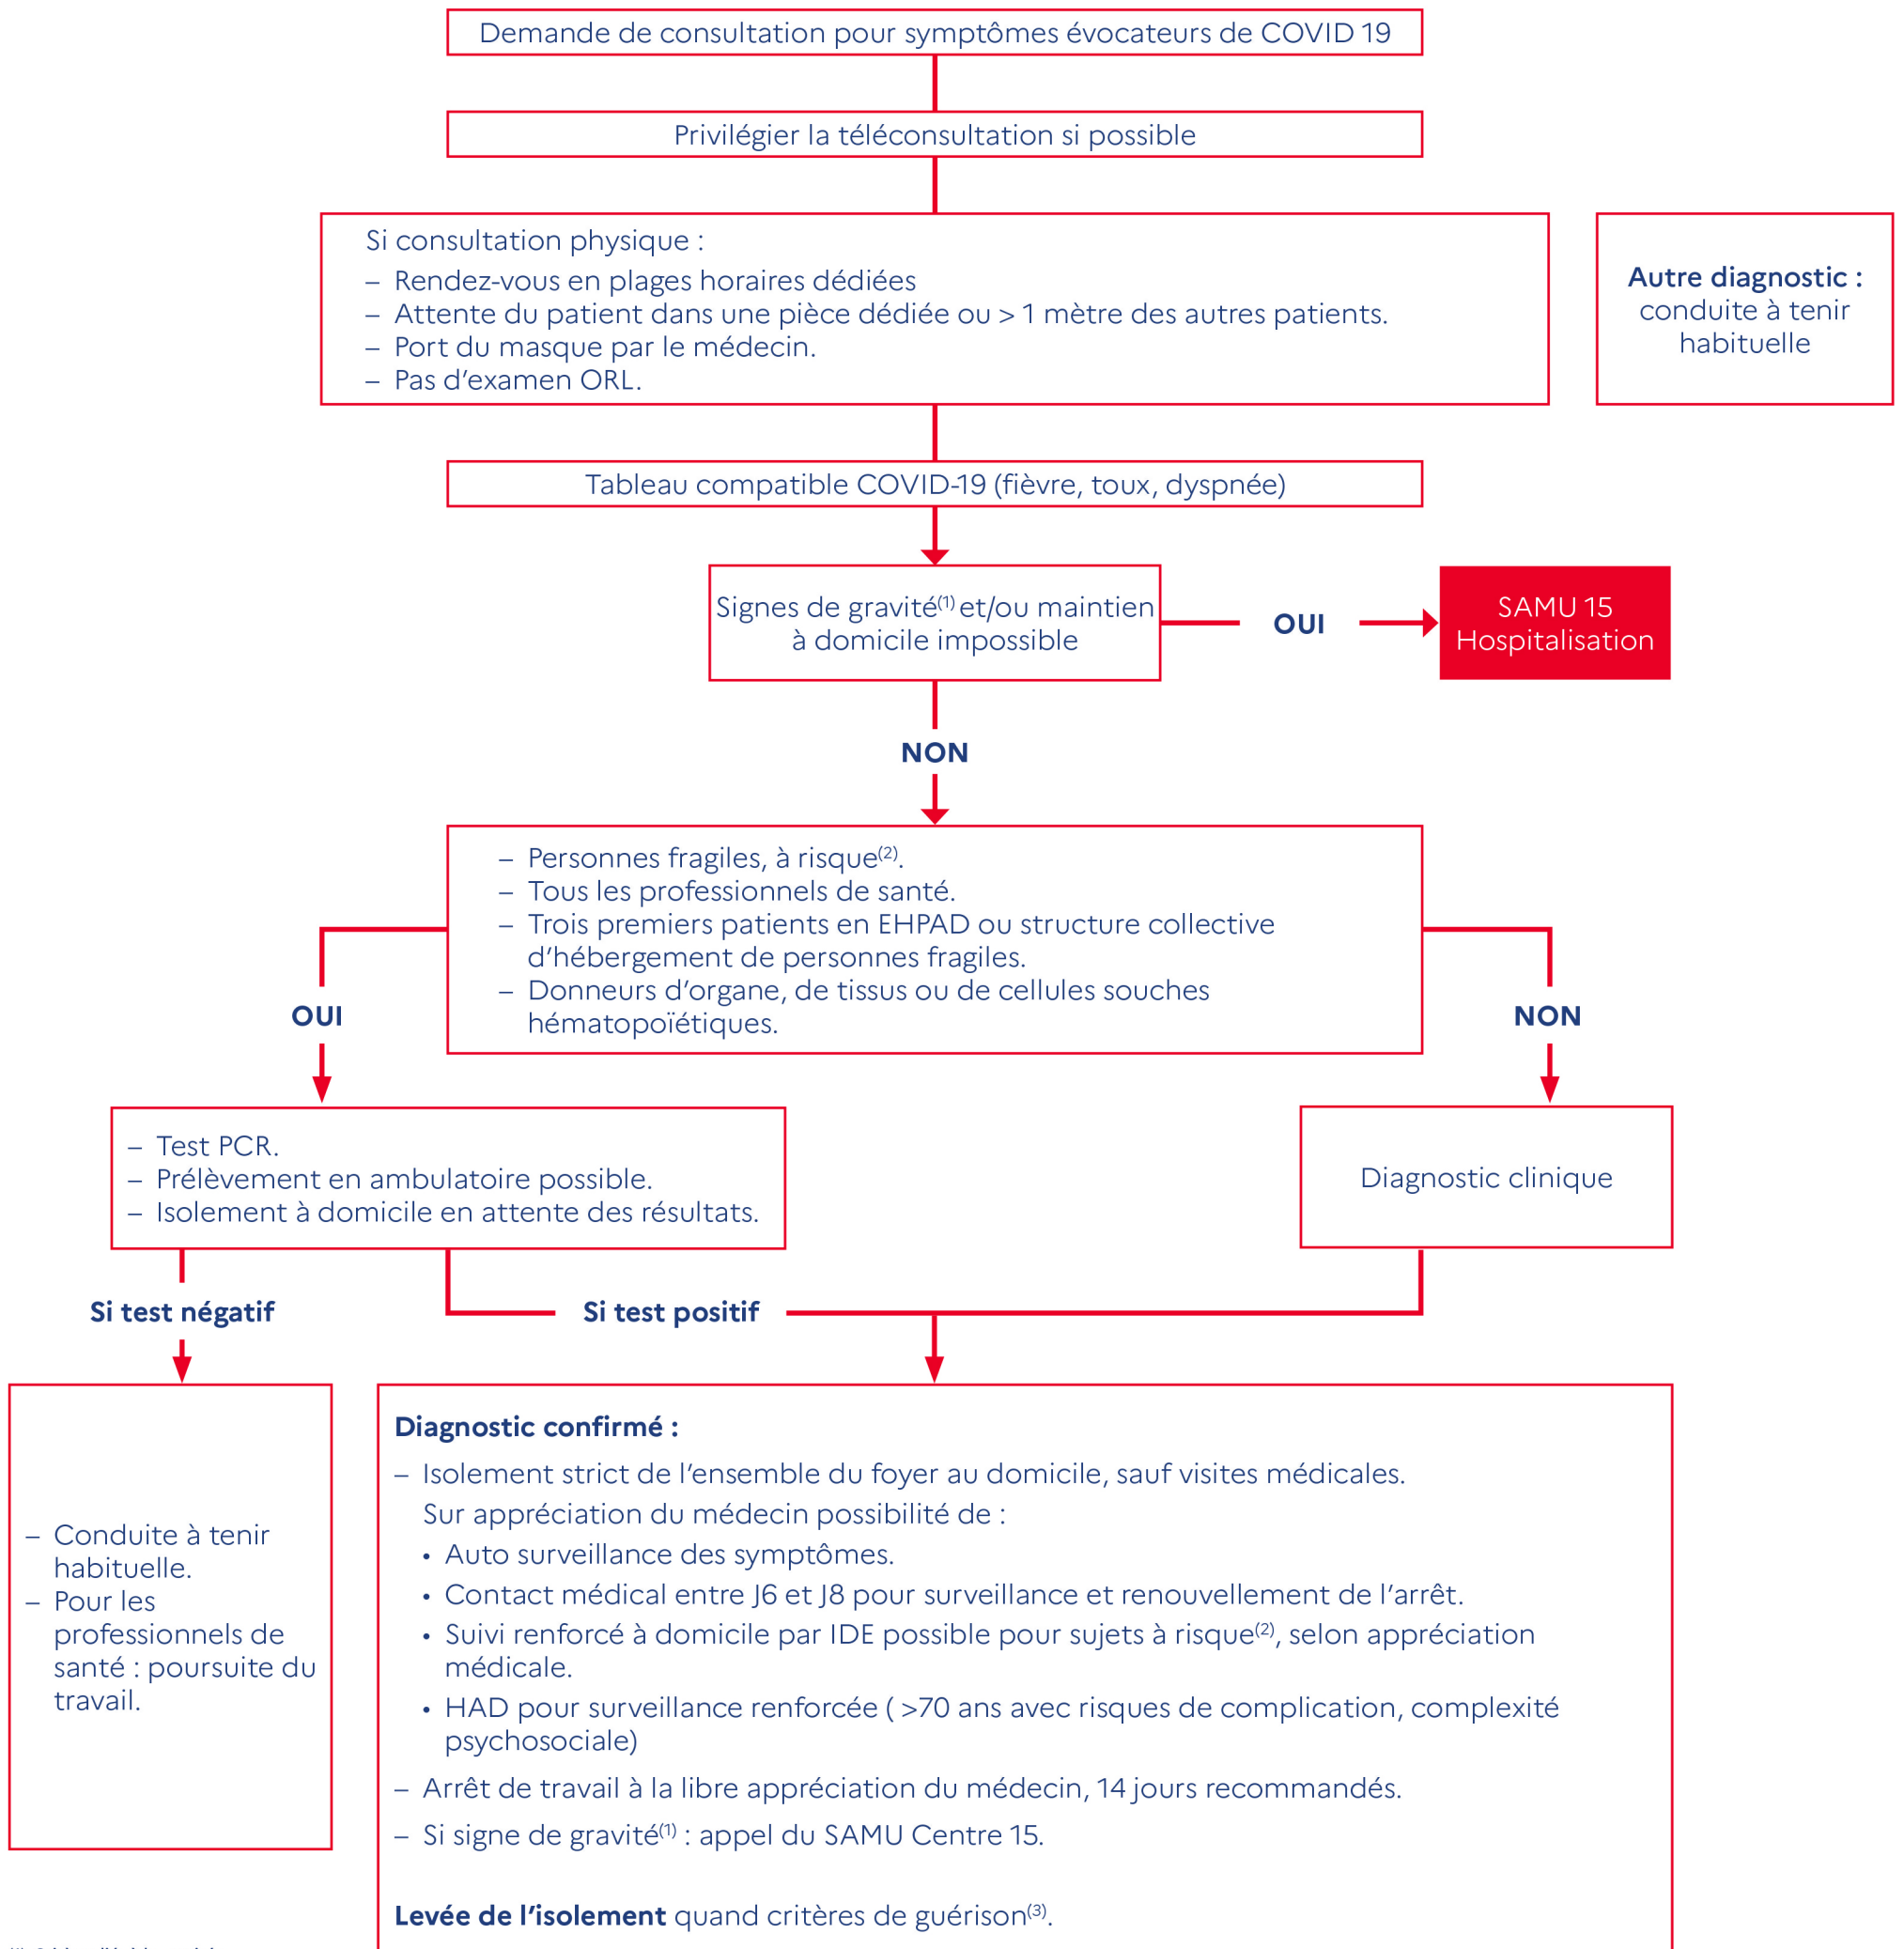 Demande de consultation pour symptômes évocateurs de COVID 19
Privilégier la téléconsultation si possible
Si consultation physique :
– Rendez-vous en plages horaires dédiées
– Attente du patient dans une pièce dédiée ou > 1 mètre des autres patients.
– Port du masque par le médecin.
– Pas d’examen ORL.
Autre diagnostic :
conduite à tenir
habituelle
Tableau compatible COVID-19 (fièvre, toux, dyspnée)
Signes de gravité(1) et/ou maintien
à domicile impossible
OUI
SAMU 15
Hospitalisation
NON
– Personnes fragiles, à risque(2).
– Tous les professionnels de santé.
– Trois premiers patients en EHPAD ou structure collective
d’hébergement de personnes fragiles.
– Donneurs d’organe, de tissus ou de cellules souches
hématopoïétiques.
OUI
NON
– Test PCR.
– Prélèvement en ambulatoire possible.
– Isolement à domicile en attente des résultats.
Diagnostic clinique
Si test négatif
Si test positif
– Conduite à tenir
habituelle.
– Pour les
professionnels de
santé : poursuite du
travail.
Diagnostic confirmé :
– Isolement strict de l’ensemble du foyer au domicile, sauf visites médicales.
Sur appréciation du médecin possibilité de :
• Auto surveillance des symptômes.
• Contact médical entre J6 et J8 pour surveillance et renouvellement de l’arrêt.
• Suivi renforcé à domicile par IDE possible pour sujets à risque(2), selon appréciation
médicale.
• HAD pour surveillance renforcée ( >70 ans avec risques de complication, complexité
psychosociale)
– Arrêt de travail à la libre appréciation du médecin, 14 jours recommandés.
– Si signe de gravité(1) : appel du SAMU Centre 15.
Levée de l’isolement quand critères de guérison(3).